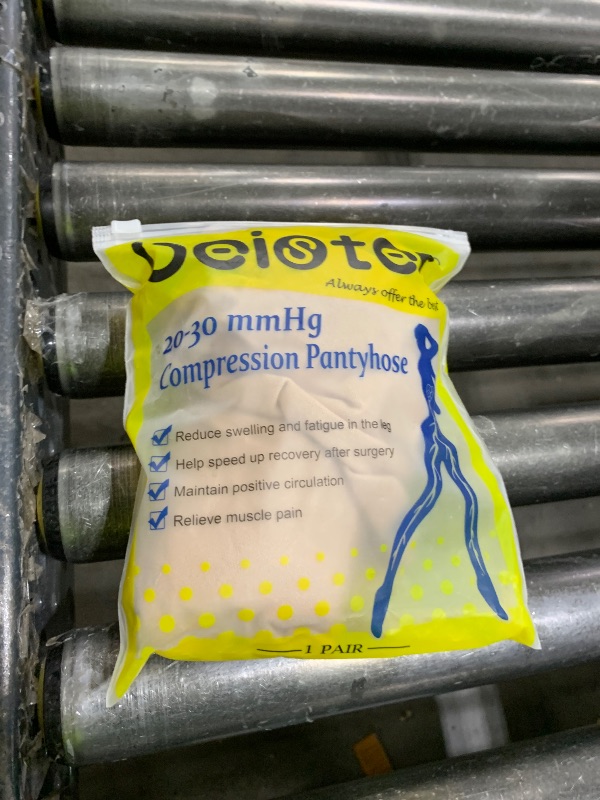 Beister
Always offer the best
20-30 mmHg
Compression Pantyhose
Reduce swelling and fatigue in the leg
Help speed up recovery after surgery
Maintain positive circulation
Relieve muscle pain
1 PAIR